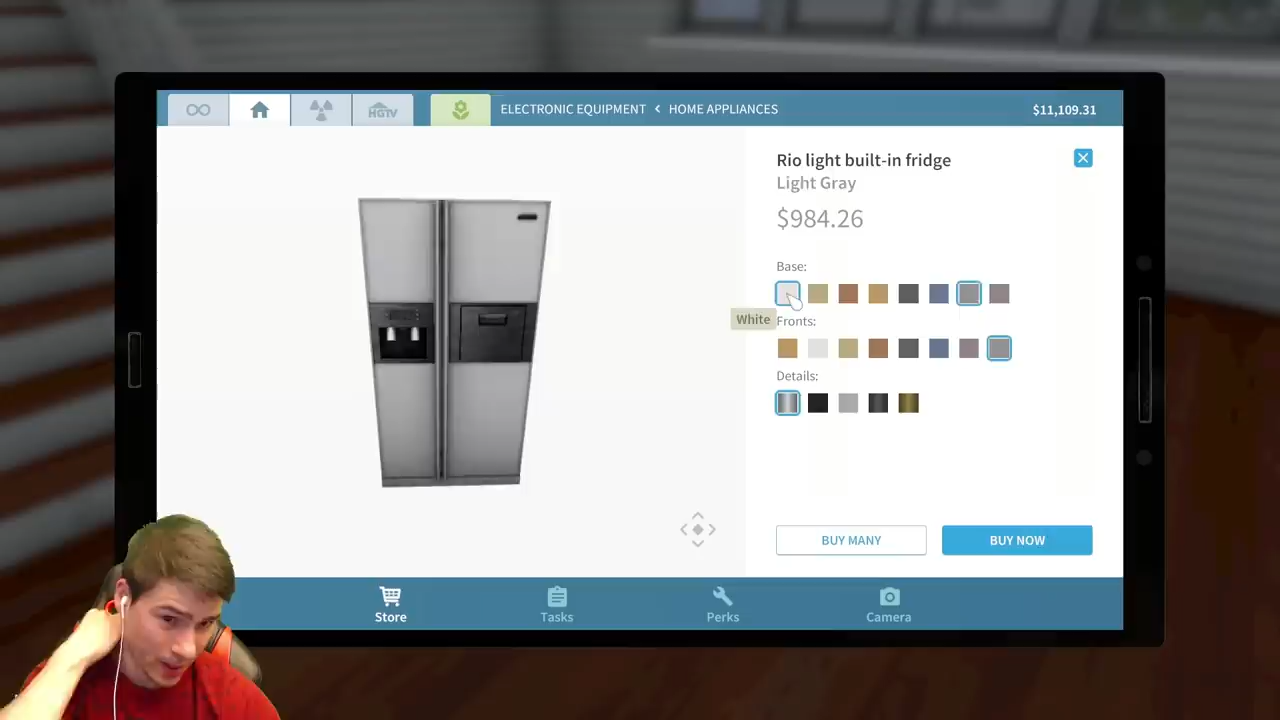 HGTV
ELECTRONIC EQUIPMENT < HOME APPLIANCES
$11,109.31
Rio light built-in fridge
Light Gray
$984.26
Base:
White
Fronts:
Details:
BUY MANY
BUY NOW
Store
Tasks
Perks
Camera